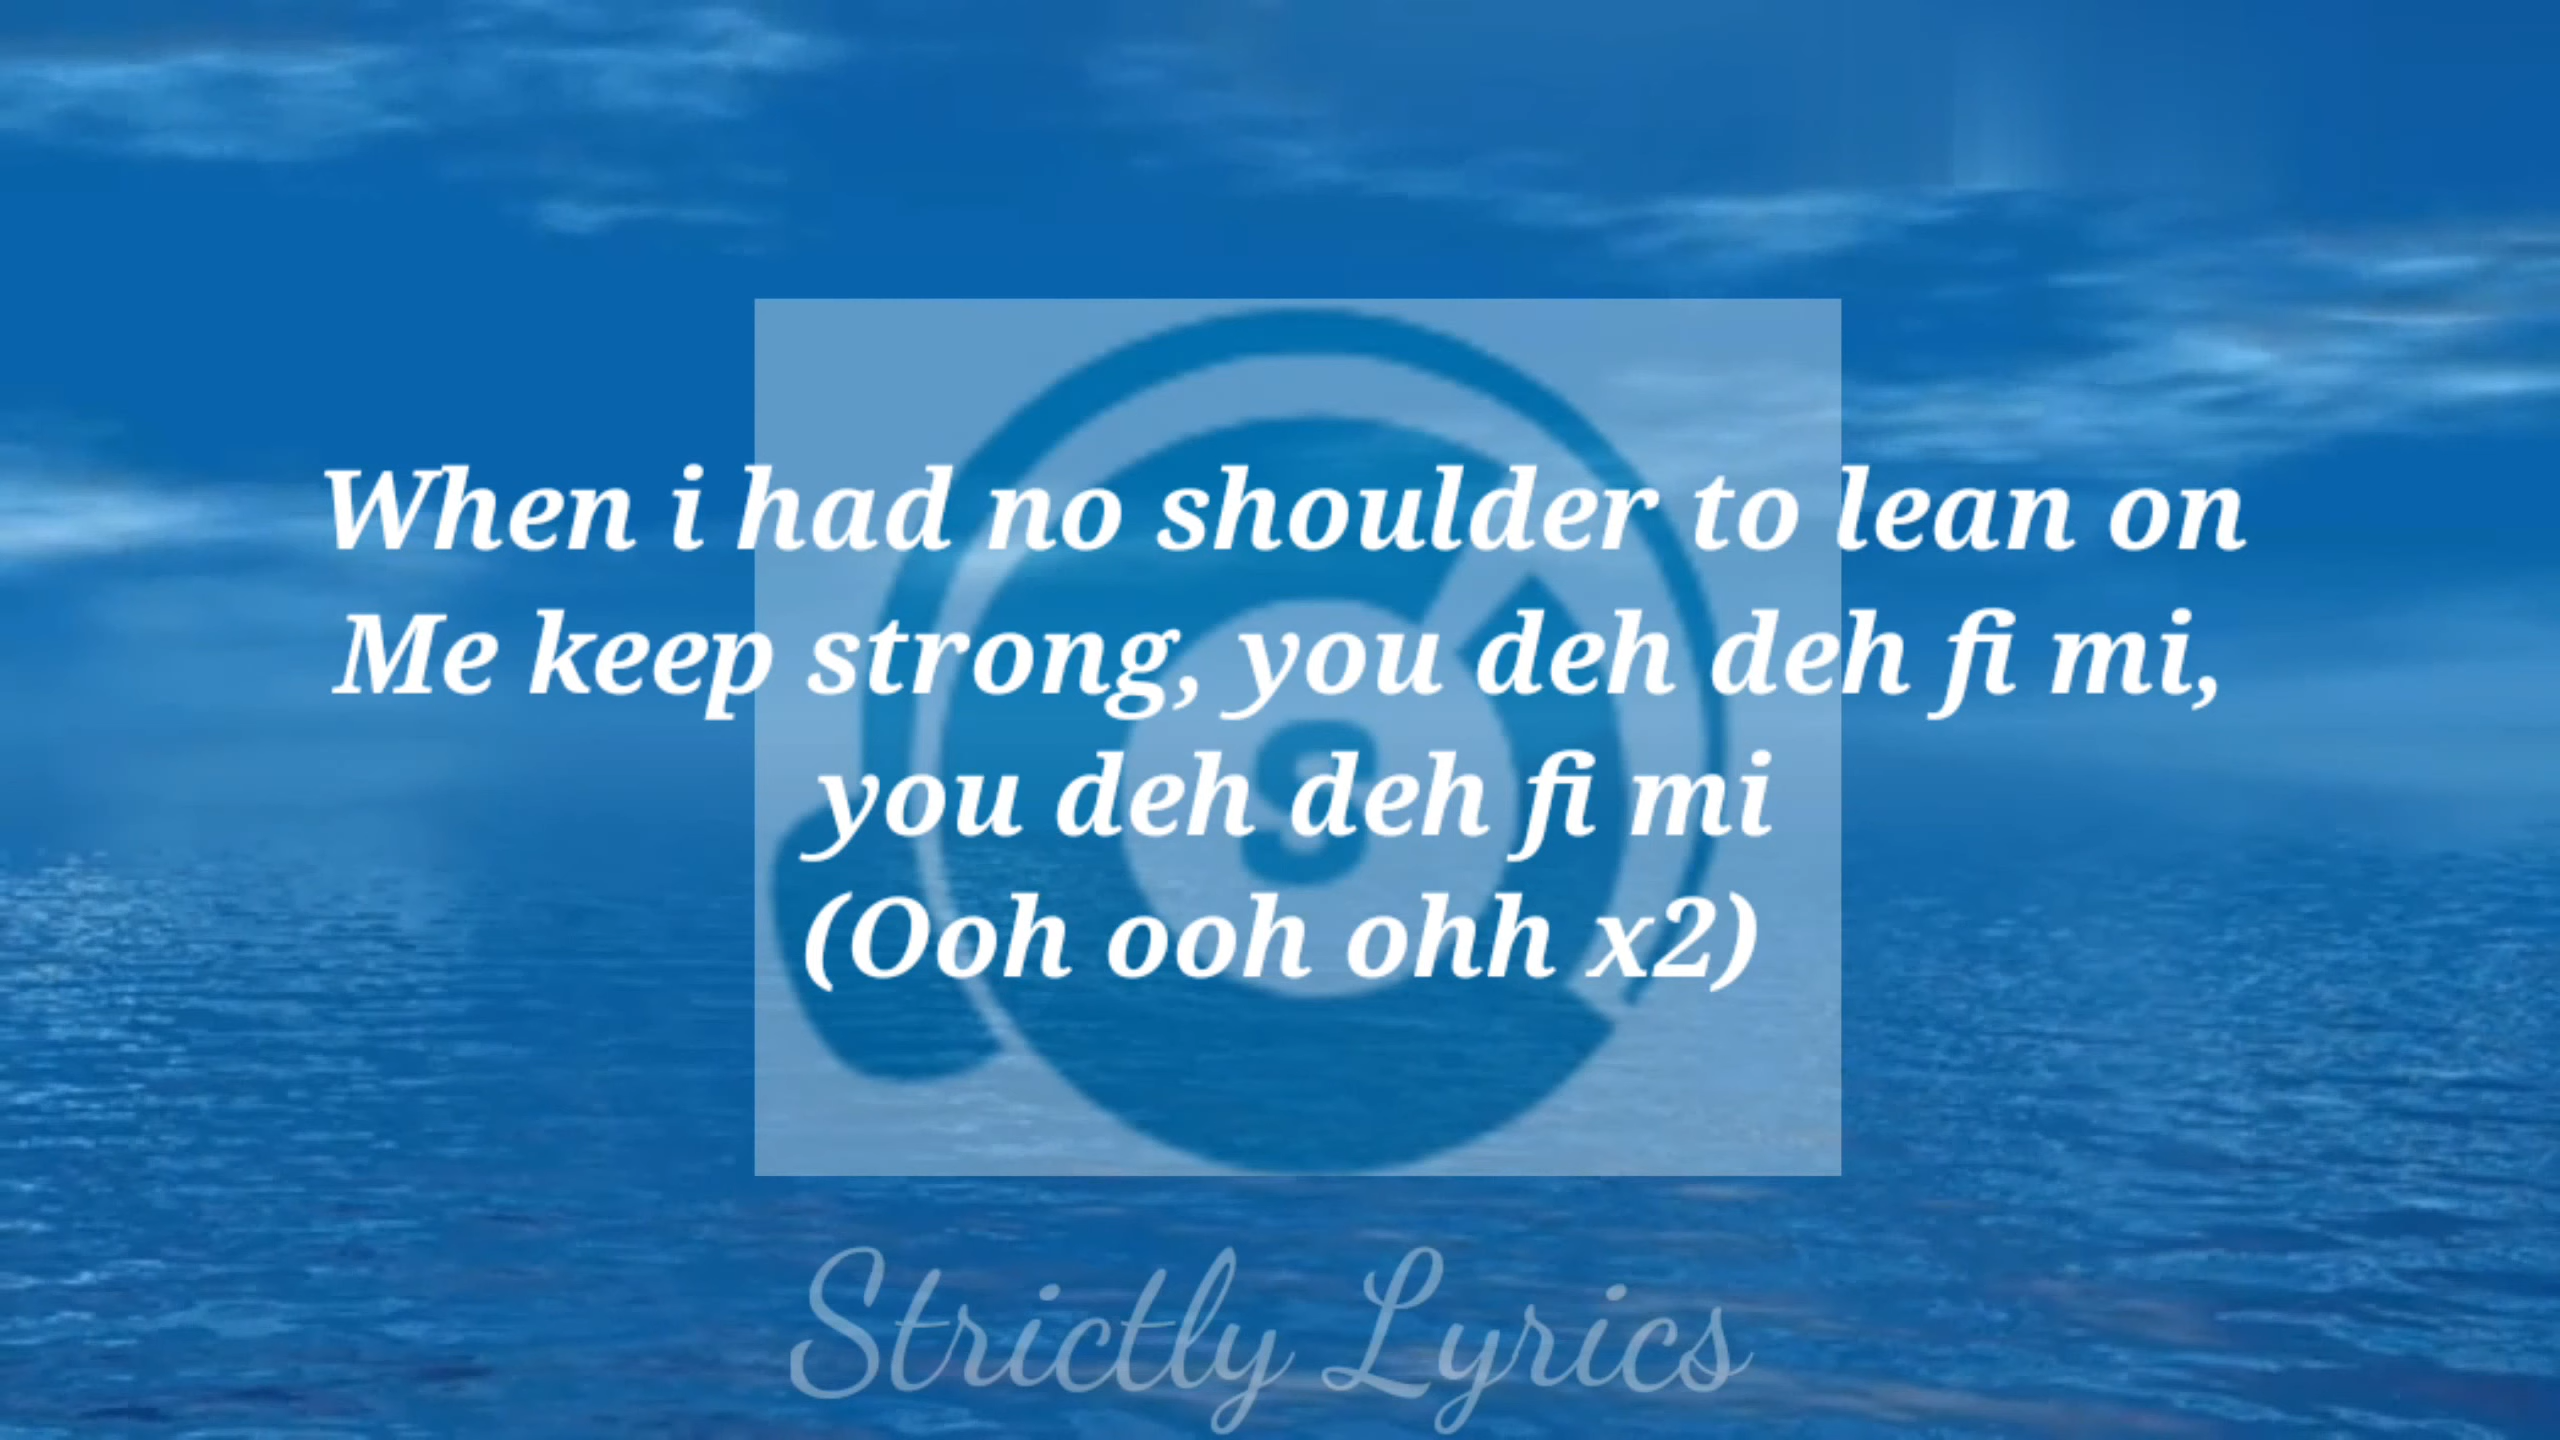 When i had no shoulder to lean on
Me keep strong, you deh deh fi mi,
you deh deh fi mi
(Ooh ooh ohh x2)
S
Strictly Lyrics